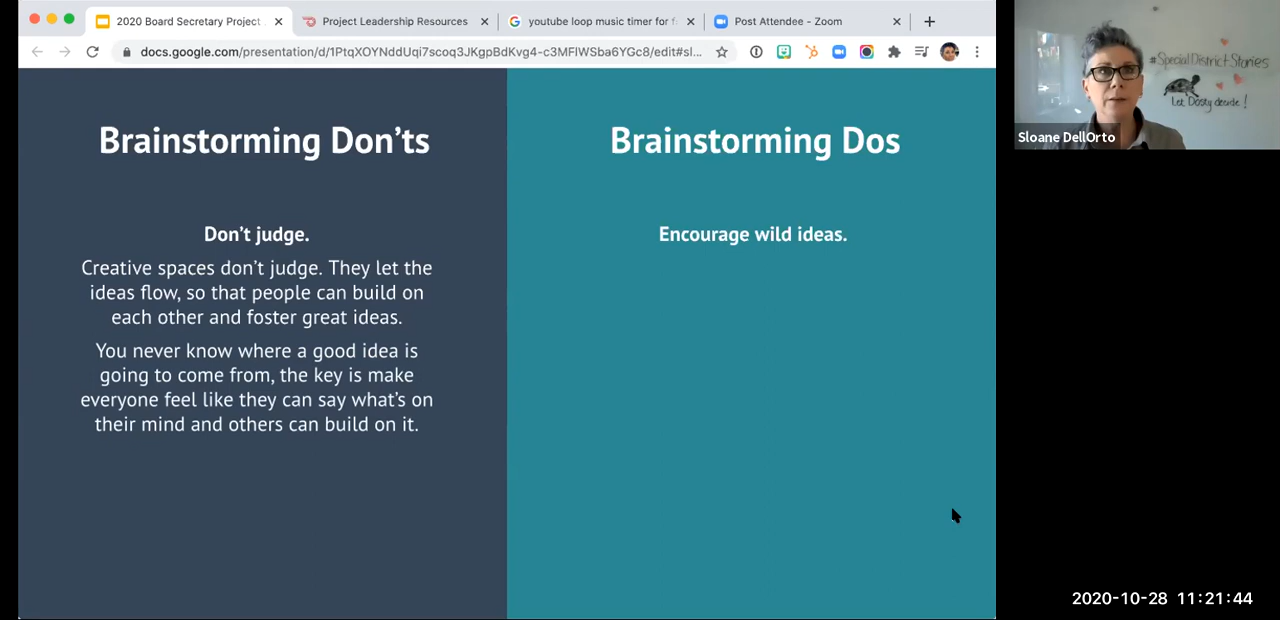 2020 Board Secretary Project
Project Leadership Resources
youtube loop music timer for f
Post Attendee - Zoom
docs.google.com/presentation/d/1PtqXOYNddUqi7scoq3JKgpBdKvg4-c3MFlWSba6YGc8/edit#sl...
Brainstorming Don’ts
Don’t judge.
Creative spaces don’t judge. They let the
ideas flow, so that people can build on
each other and foster great ideas.
You never know where a good idea is
going to come from, the key is make
everyone feel like they can say what’s on
their mind and others can build on it.
Brainstorming Dos
Encourage wild ideas.
#SpecialDistrictStories
Let Dusty decide!
Sloane DellOrto
2020-10-28 11:21:44